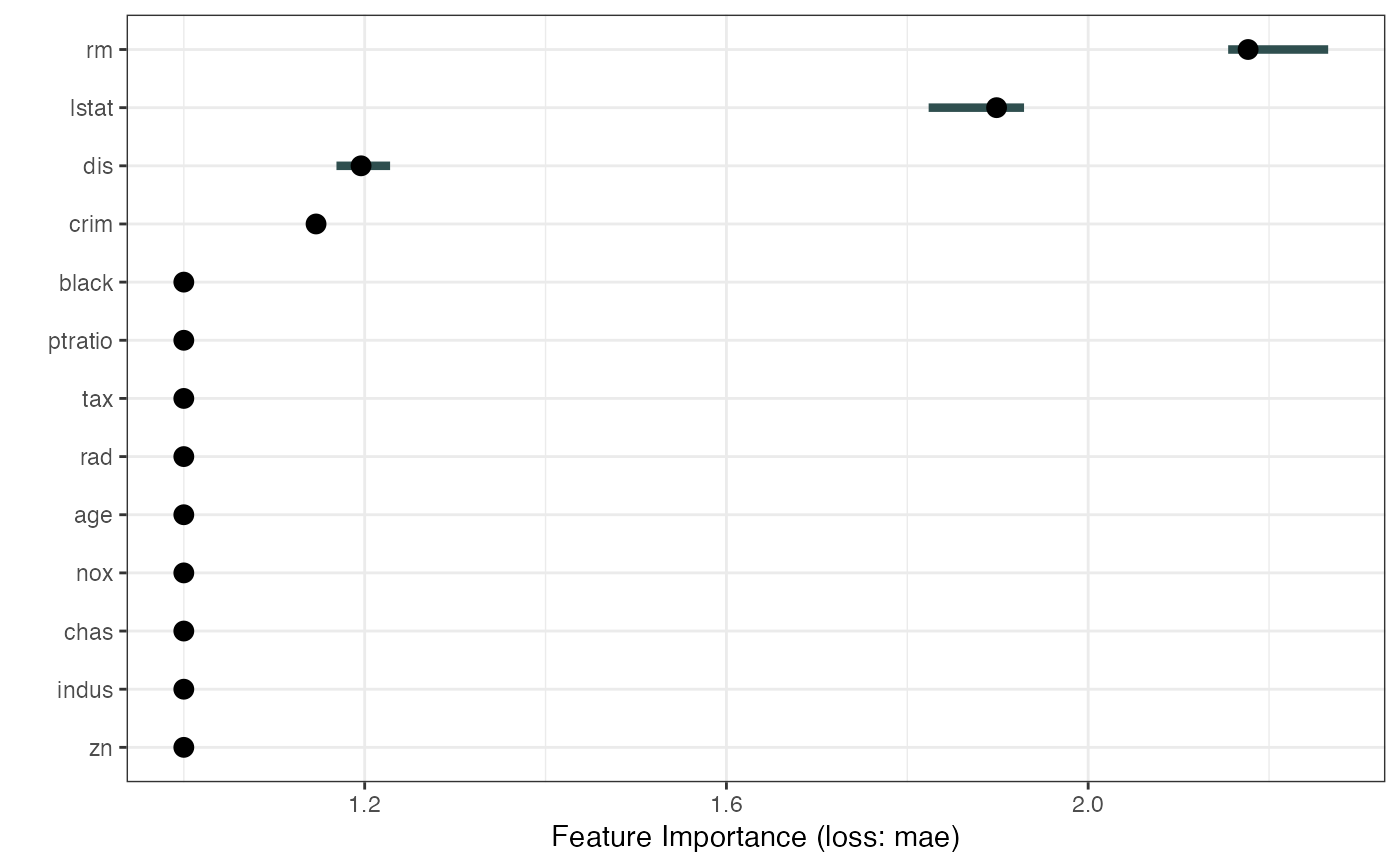 rm
lstat
dis
crim
black
ptratio
tax
rad
age
nox
chas
indus
zn
1.2 1.6 2.0
Feature Importance (loss: mae)